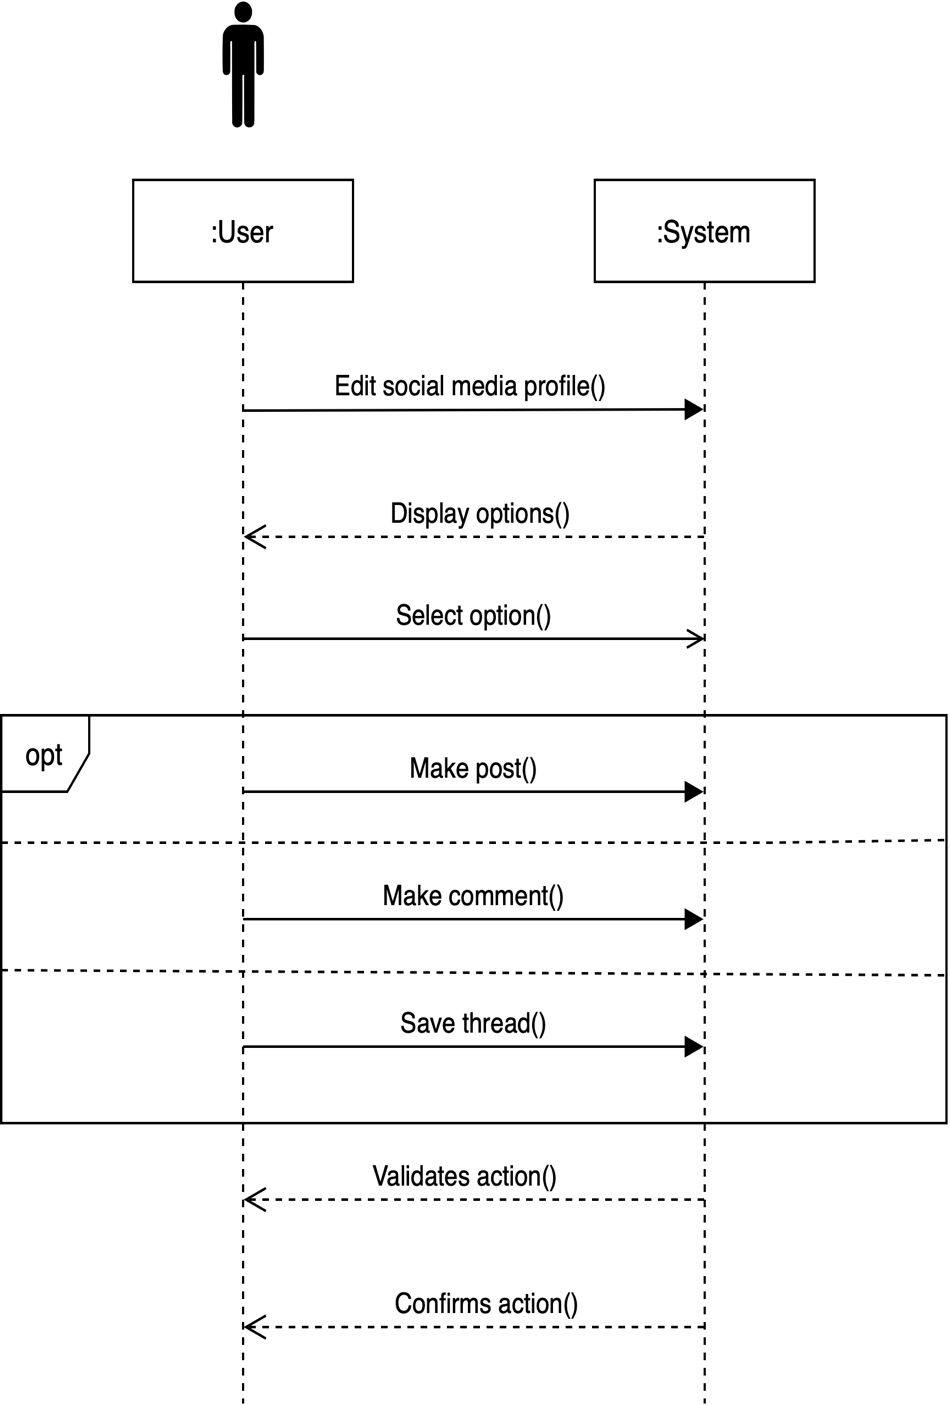 :User
:System
Edit social media profile()
Display options()
Select option()
opt
Make post()
Make comment()
Save thread()
Validates action()
Confirms action()